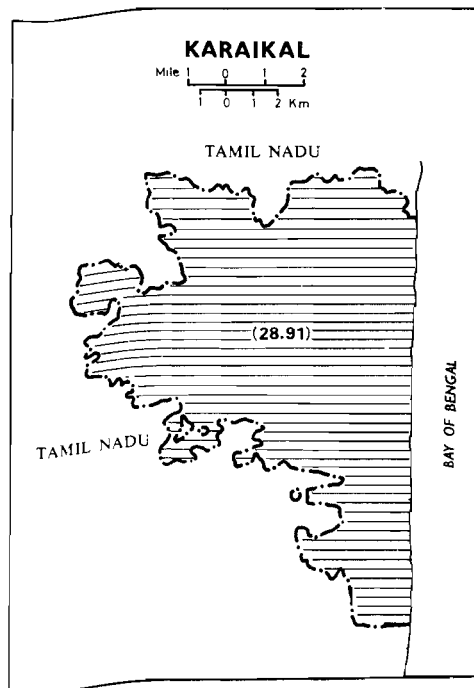 KARAIKAL
Mile 1 0 1 2
1 0 1 2 Km
TAMIL NADU
(28.91)
BAY OF BENGAL
TAMIL NADU